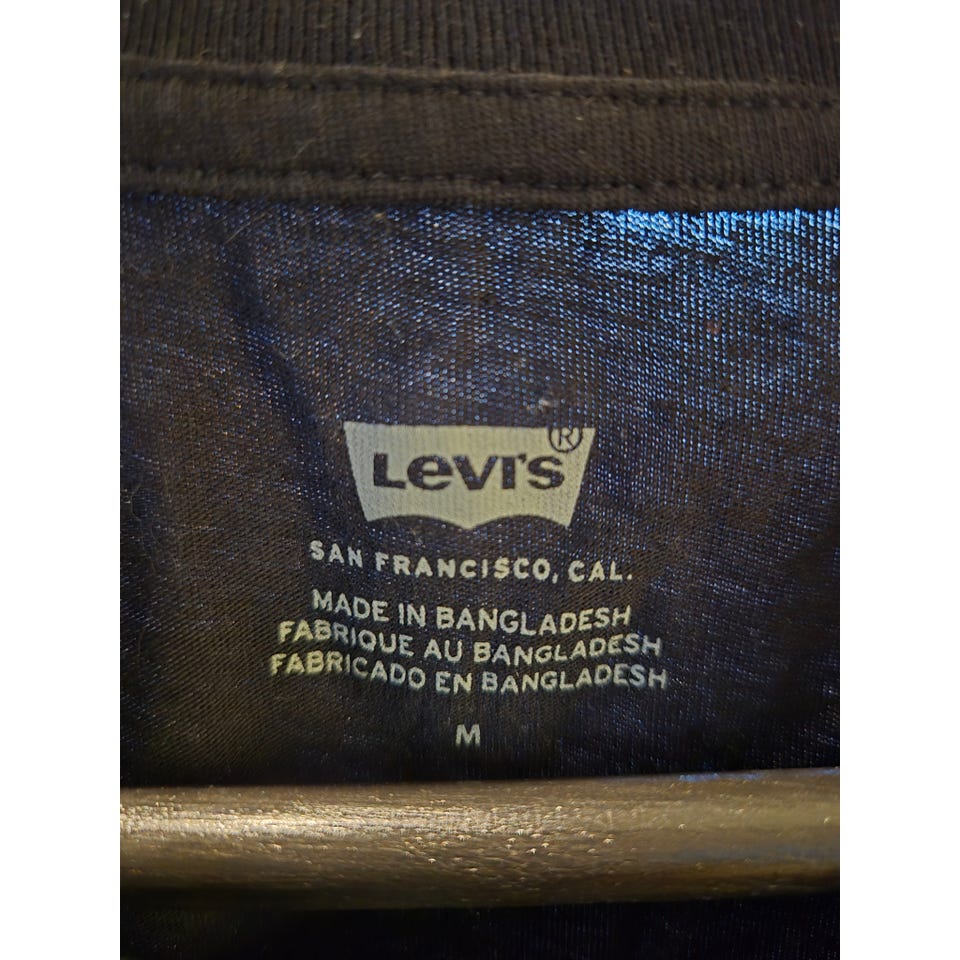 Levi's ®
SAN FRANCISCO, CAL.
MADE IN BANGLADESH
FABRIQUE AU BANGLADESH
FABRICADO EN BANGLADESH
M